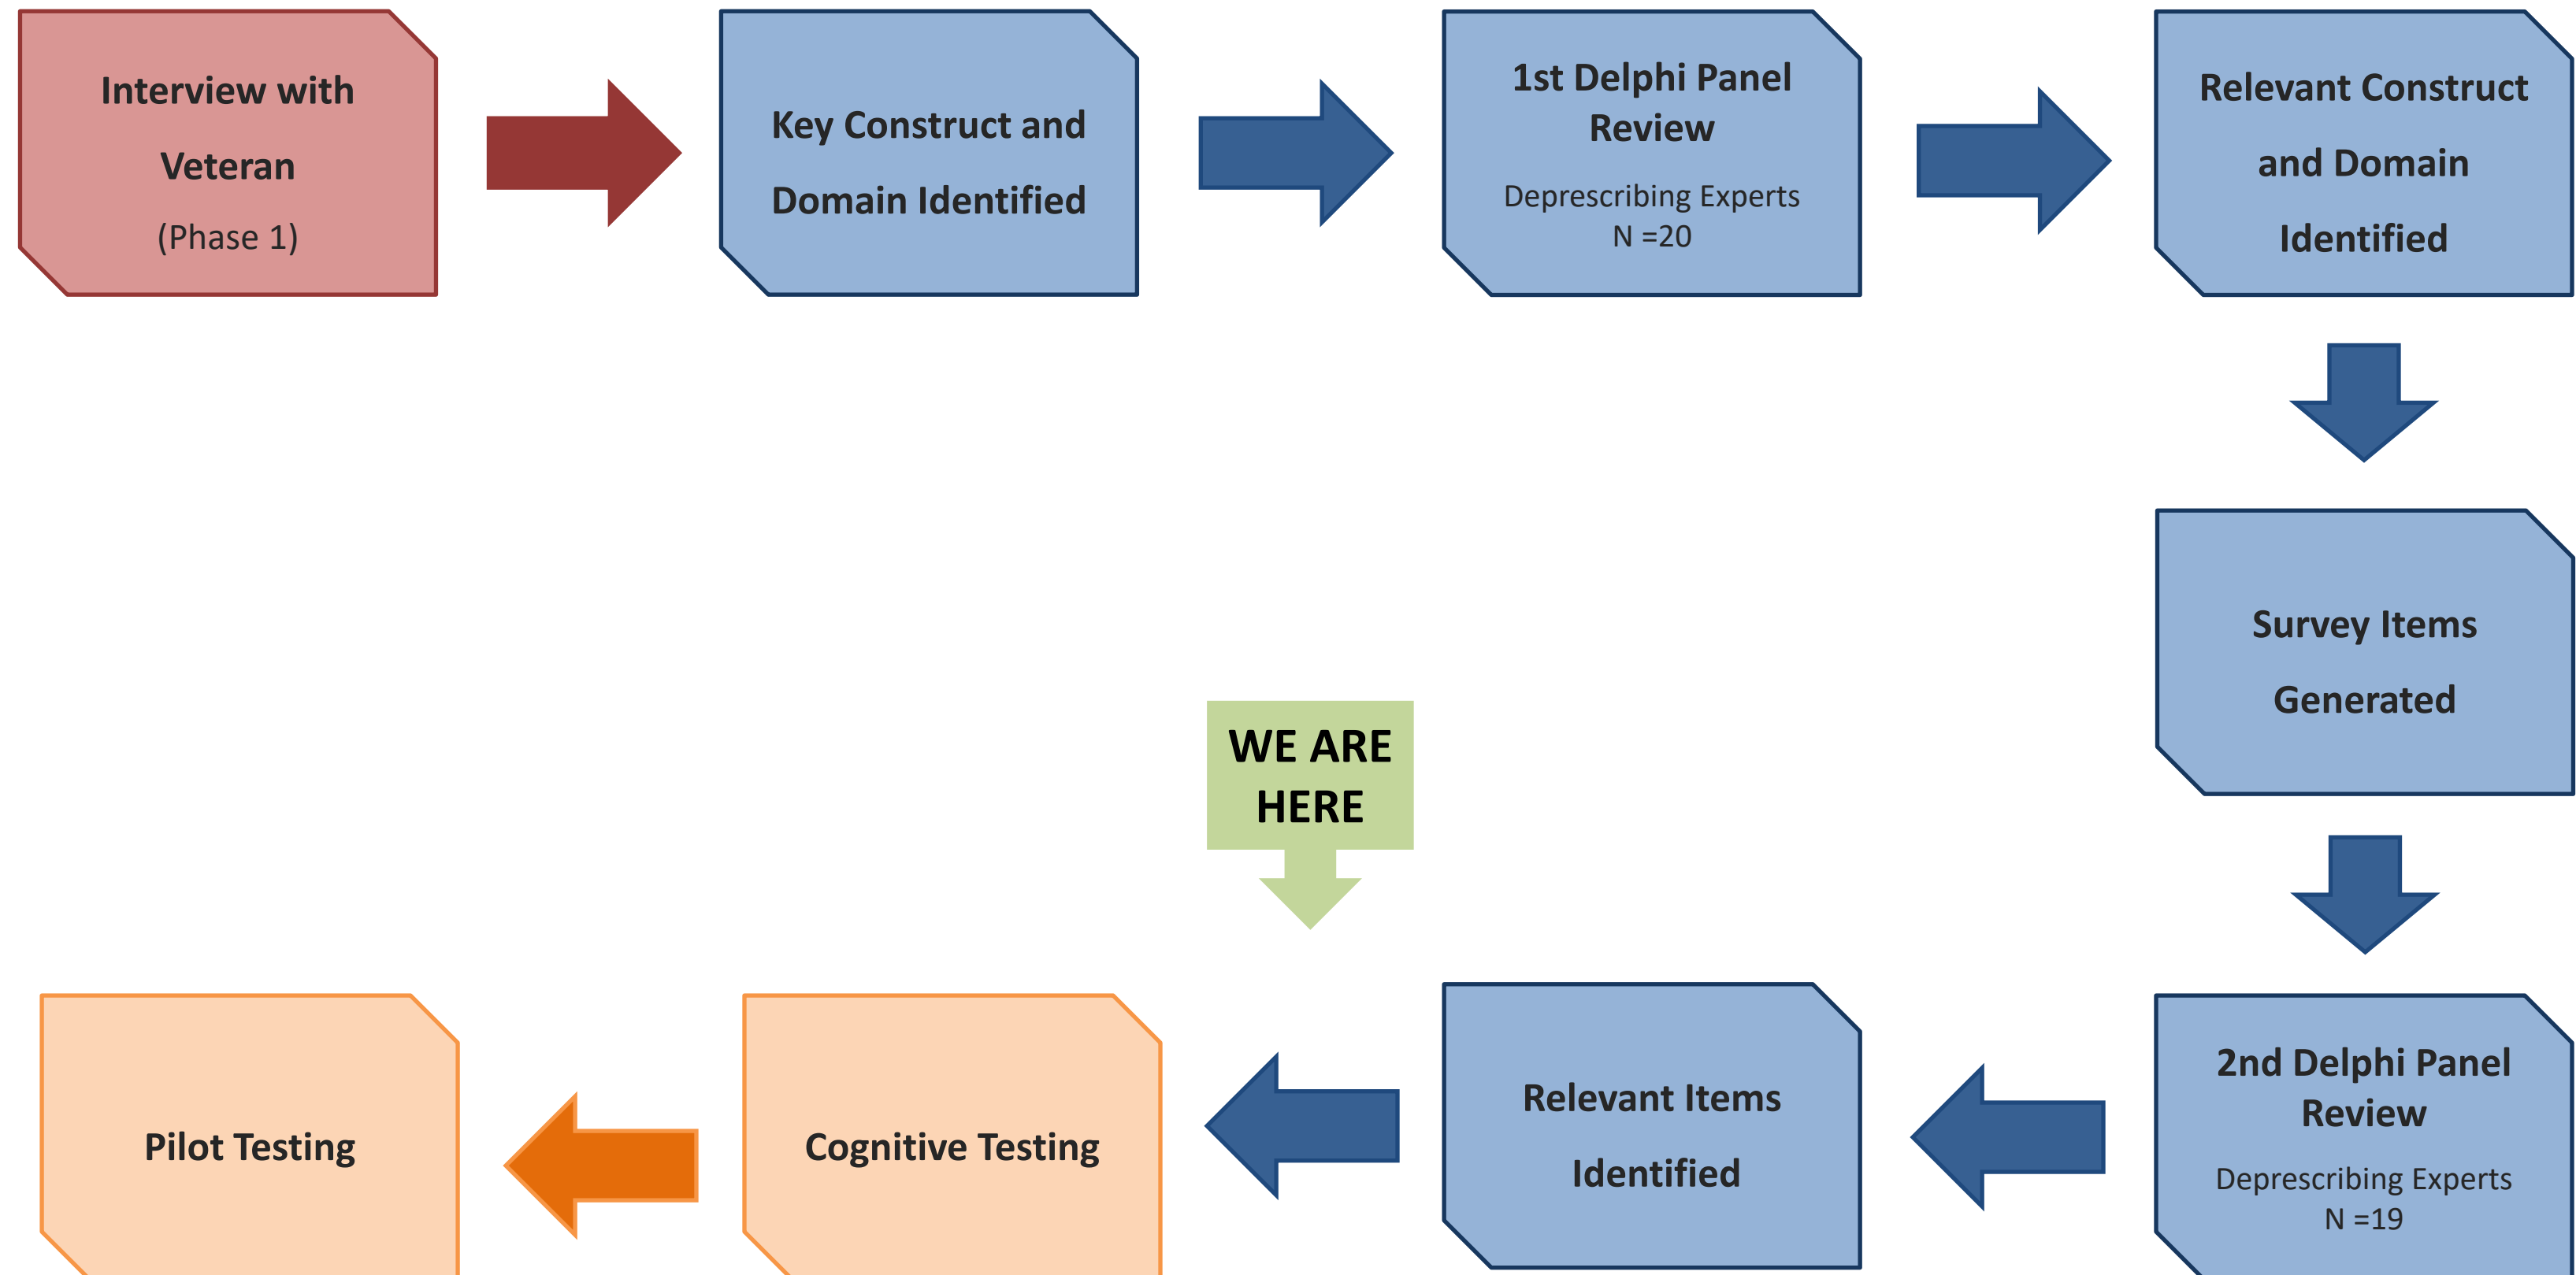 Interview with
Veteran
(Phase 1)
Key Construct and
Domain Identified
1st Delphi Panel
Review
Deprescribing Experts
N =20
Relevant Construct
and Domain
Identified
Survey Items
Generated
2nd Delphi Panel
Review
Deprescribing Experts
N =19
Relevant Items
Identified
WE ARE
HERE
Cognitive Testing
Pilot Testing